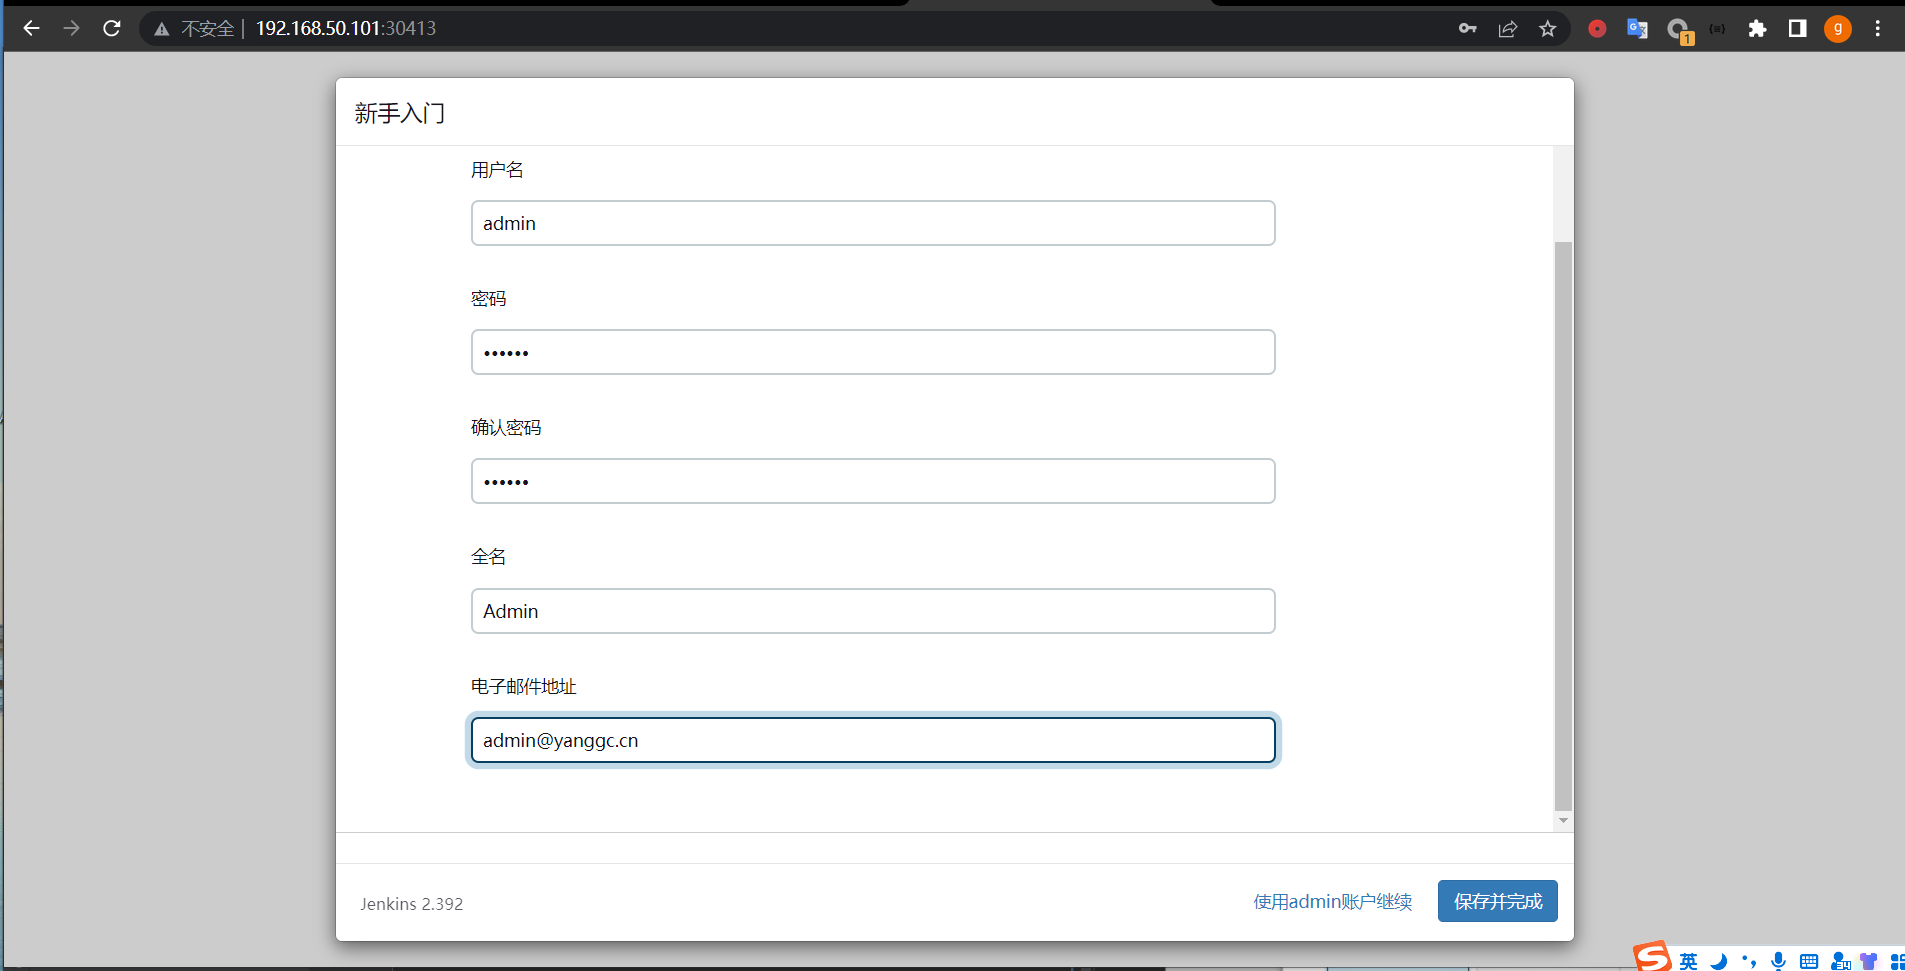 不安全 192.168.50.101:30413
g
1
新手入门
用户名
admin
密码
••••••
确认密码
••••••
全名
Admin
电子邮件地址
admin@yanggc.cn
Jenkins 2.392
使用admin账户继续
保存并完成
英